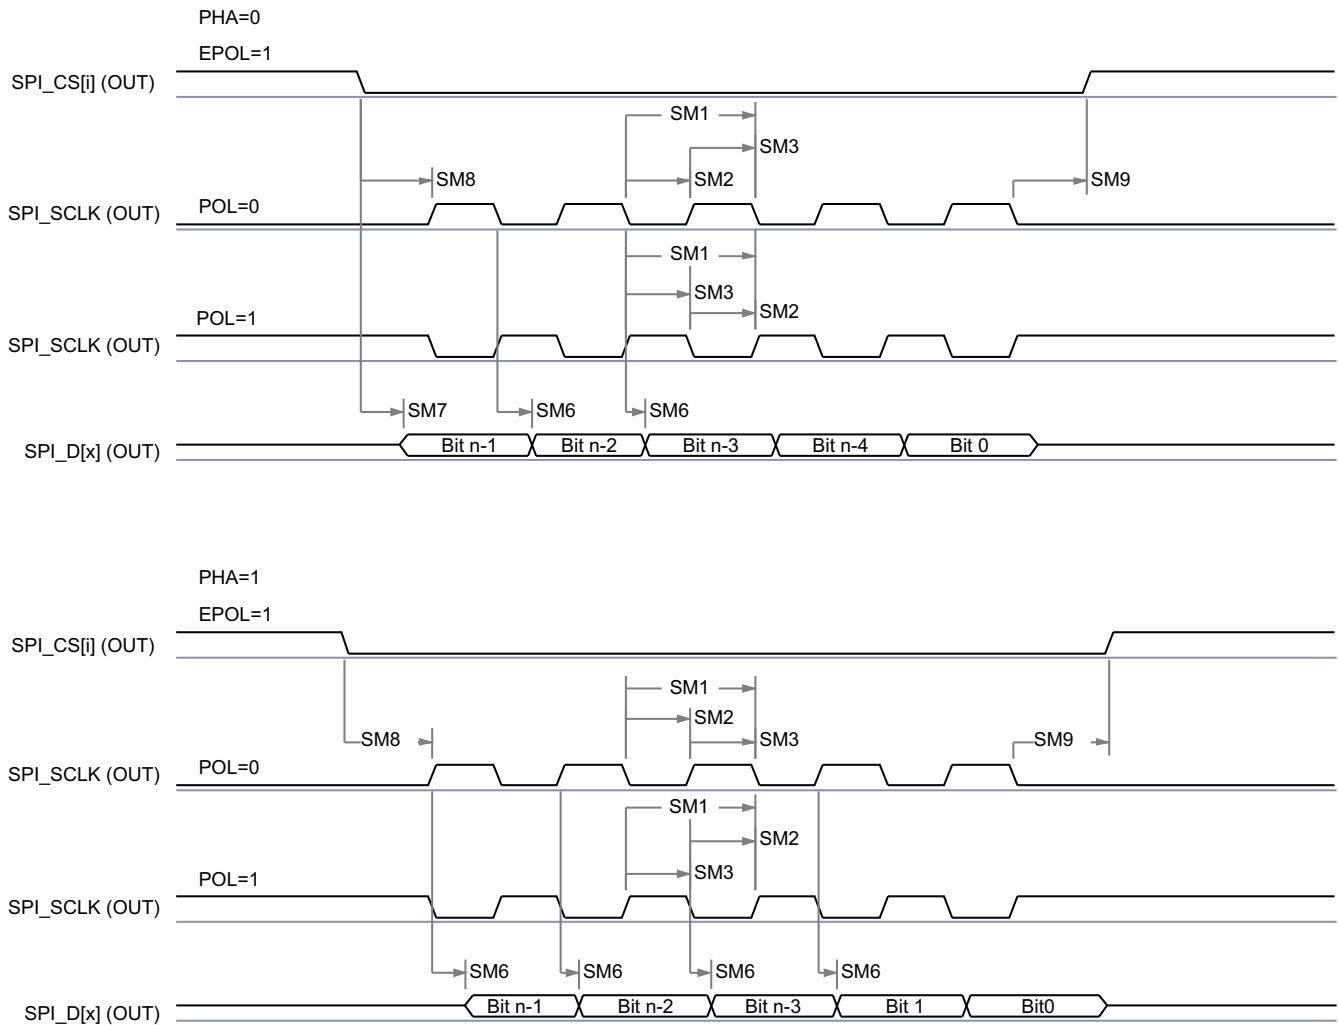 PHA=0
EPOL=1
SPI_CS[i] (OUT)
SM1
SM3
SM8
SM2
SM9
SPI_SCLK (OUT)
POL=0
SM1
SM3
SM2
POL=1
SPI_SCLK (OUT)
SM7
SM6
SM6
SPI_D[x] (OUT)
Bit n-1
Bit n-2
Bit n-3
Bit n-4
Bit 0
PHA=1
EPOL=1
SPI_CS[i] (OUT)
SM1
SM2
SM8
SM3
SM9
SPI_SCLK (OUT)
POL=0
SM1
SM2
SM3
POL=1
SPI_SCLK (OUT)
SM6
SM6
SM6
SM6
SPI_D[x] (OUT)
Bit n-1
Bit n-2
Bit n-3
Bit 1
Bit0